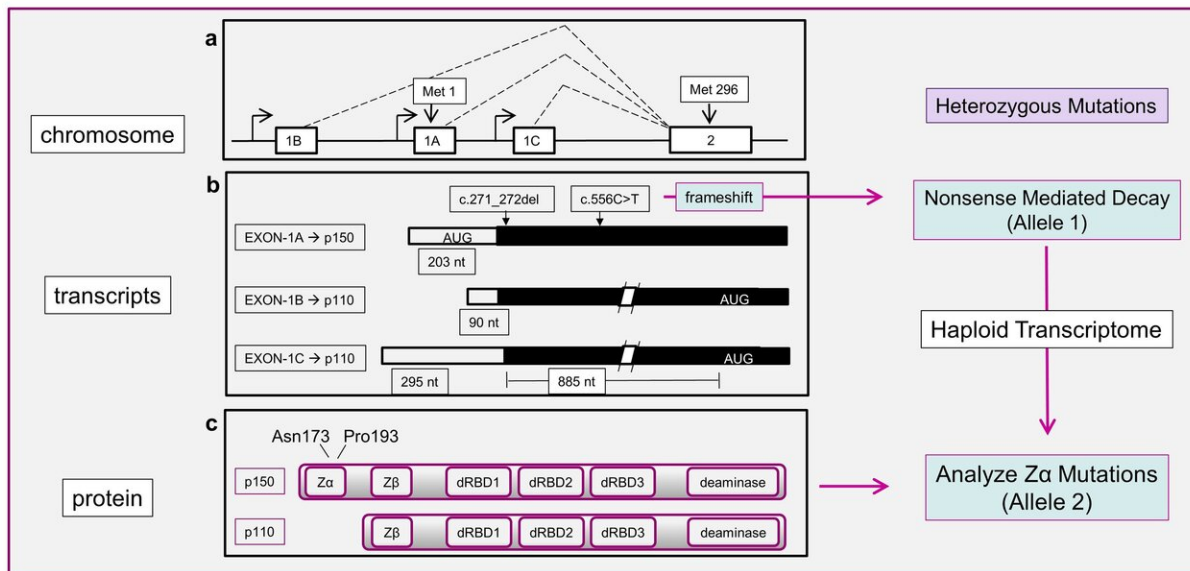 a
Met 1
Met 296
1B
1A
1C
2
chromosome
Heterozygous Mutations
b
c.271_272del
c.556C>T
frameshift
Nonsense Mediated Decay
(Allele 1)
EXON-1A → p150
AUG
203 nt
transcripts
EXON-1B → p110
AUG
90 nt
Haploid Transcriptome
EXON-1C → p110
AUG
295 nt
885 nt
c
Asn173
Pro193
protein
p150
Zα
Zβ
dRBD1
dRBD2
dRBD3
deaminase
Analyze Zα Mutations
(Allele 2)
p110
Zβ
dRBD1
dRBD2
dRBD3
deaminase